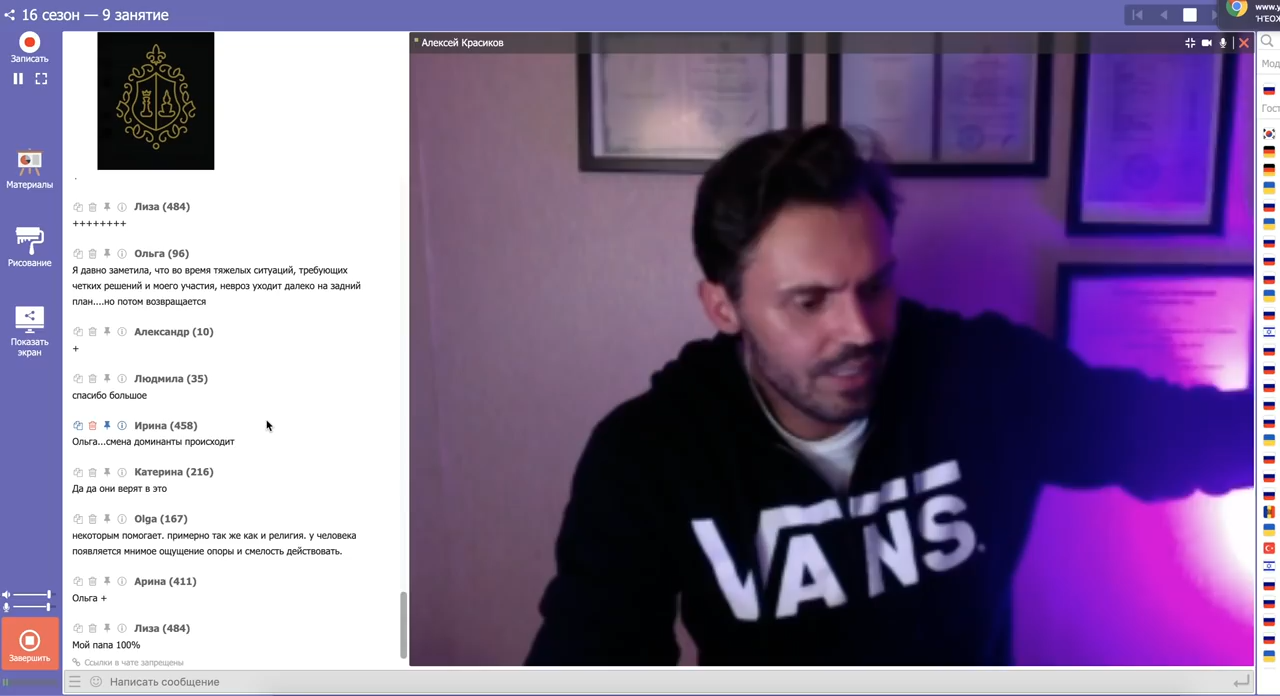 16 сезон — 9 занятие
www.y
"НЕОЖ
Записать
Материалы
Рисование
Показать
экран
Завершить
Лиза (484)
++++++++
Ольга (96)
Я давно заметила, что во время тяжелых ситуаций, требующих
четких решений и моего участия, невроз уходит далеко на задний
план....но потом возвращается
Александр (10)
+
Людмила (35)
спасибо большое
Ирина (458)
Ольга...смена доминанты происходит
Катерина (216)
Да да они верят в это
Olga (167)
некоторым помогает. примерно так же как и религия. у человека
появляется мнимое ощущение опоры и смелость действовать.
Арина (411)
Ольга +
Лиза (484)
Мой папа 100%
Ссылки в чате запрещены
Написать сообщение
Алексей Красиков
VANS
Мод
Гост